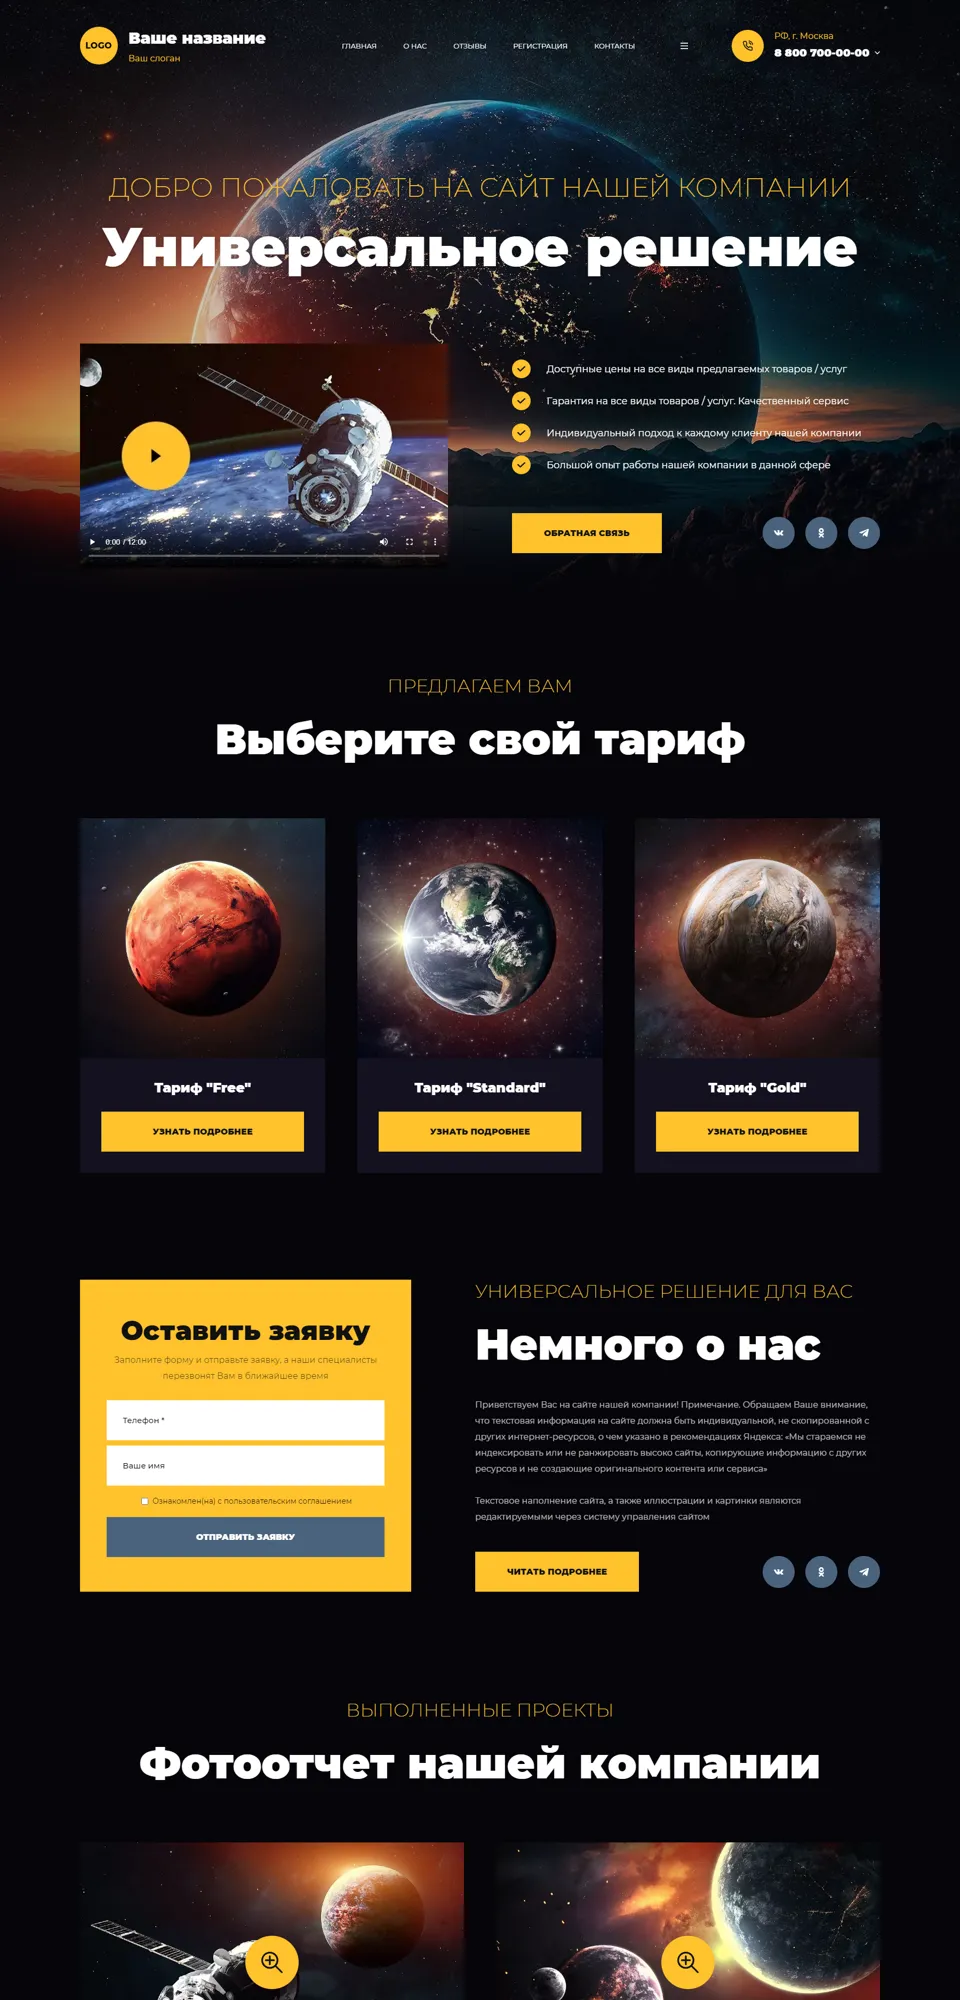 LOGO
Ваше название
Ваш слоган
ГЛАВНАЯ
О НАС
ОТЗЫВЫ
РЕГИСТРАЦИЯ
КОНТАКТЫ
РФ, г. Москва
8 800 700-00-00
ДОБРО ПОЖАЛОВАТЬ НА САЙТ НАШЕЙ КОМПАНИИ
Универсальное решение
0:00 / 12:00
Доступные цены на все виды предлагаемых товаров / услуг
Гарантия на все виды товаров / услуг. Качественный сервис
Индивидуальный подход к каждому клиенту нашей компании
Большой опыт работы нашей компании в данной сфере
ОБРАТНАЯ СВЯЗЬ
ПРЕДЛАГАЕМ ВАМ
Выберите свой тариф
Тариф "Free"
УЗНАТЬ ПОДРОБНЕЕ
Тариф "Standard"
УЗНАТЬ ПОДРОБНЕЕ
Тариф "Gold"
УЗНАТЬ ПОДРОБНЕЕ
Оставить заявку
Заполните форму и отправьте заявку, а наши специалисты
перезвонят Вам в ближайшее время
Телефон *
Ваше имя
Ознакомлен(на) с пользовательским соглашением
ОТПРАВИТЬ ЗАЯВКУ
УНИВЕРСАЛЬНОЕ РЕШЕНИЕ ДЛЯ ВАС
Немного о нас
Приветствуем Вас на сайте нашей компании! Примечание. Обращаем Ваше внимание,
что текстовая информация на сайте должна быть индивидуальной, не скопированной с
других интернет-ресурсов, о чем указано в рекомендациях Яндекса: «Мы стараемся не
индексировать или не ранжировать высоко сайты, копирующие информацию с других
ресурсов и не создающие оригинального контента или сервиса»
Текстовое наполнение сайта, а также иллюстрации и картинки являются
редактируемыми через систему управления сайтом
ЧИТАТЬ ПОДРОБНЕЕ
ВЫПОЛНЕННЫЕ ПРОЕКТЫ
Фотоотчет нашей компании